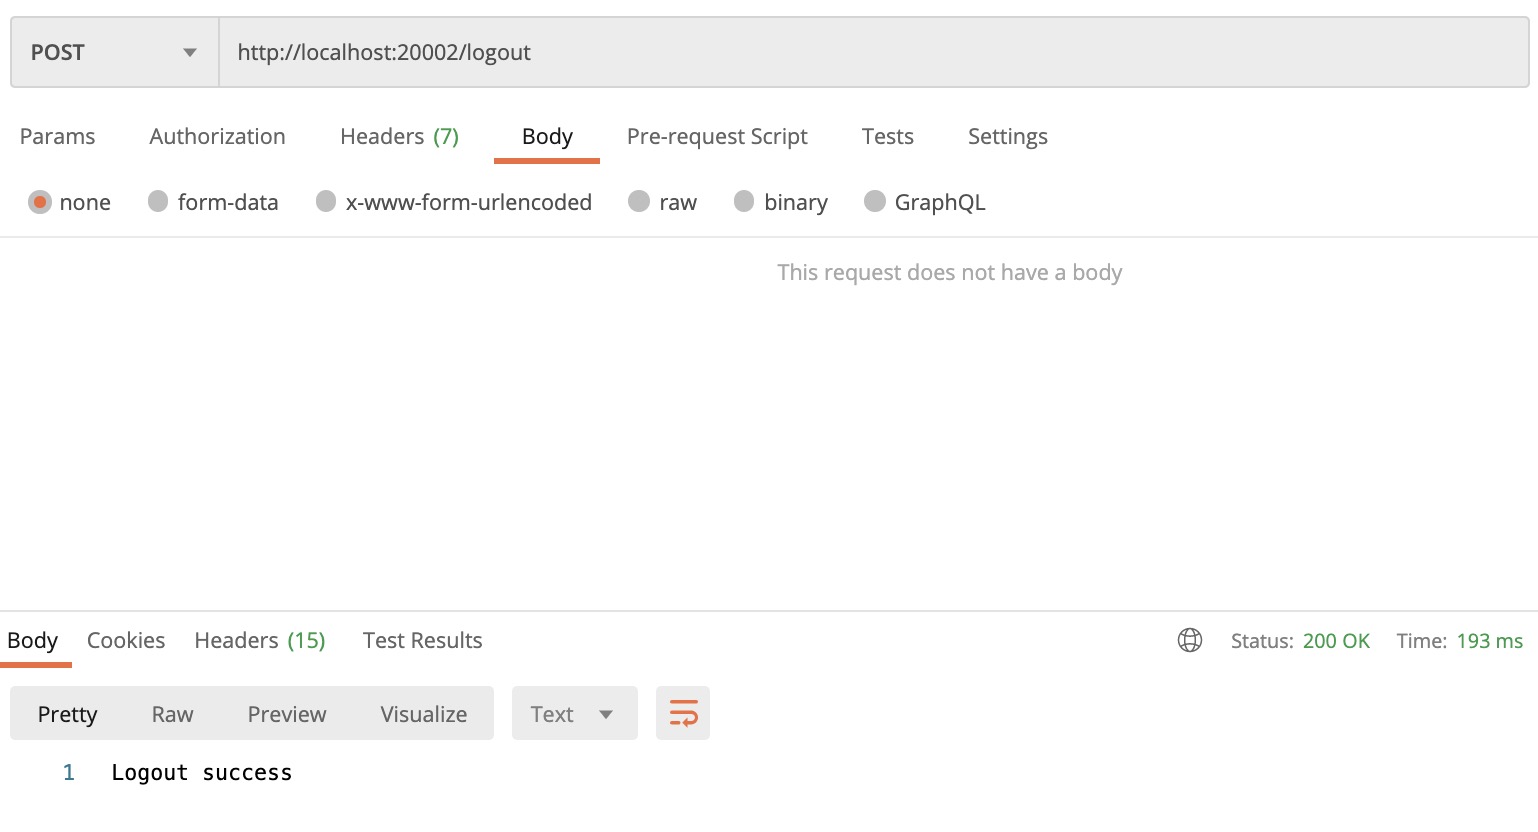 POST http://localhost:20002/logout
Params Authorization Headers (7) Body Pre-request Script Tests Settings
none form-data x-www-form-urlencoded raw binary GraphQL
This request does not have a body
Body Cookies Headers (15) Test Results Status: 200 OK Time: 193 ms
Pretty Raw Preview Visualize Text
1 Logout success